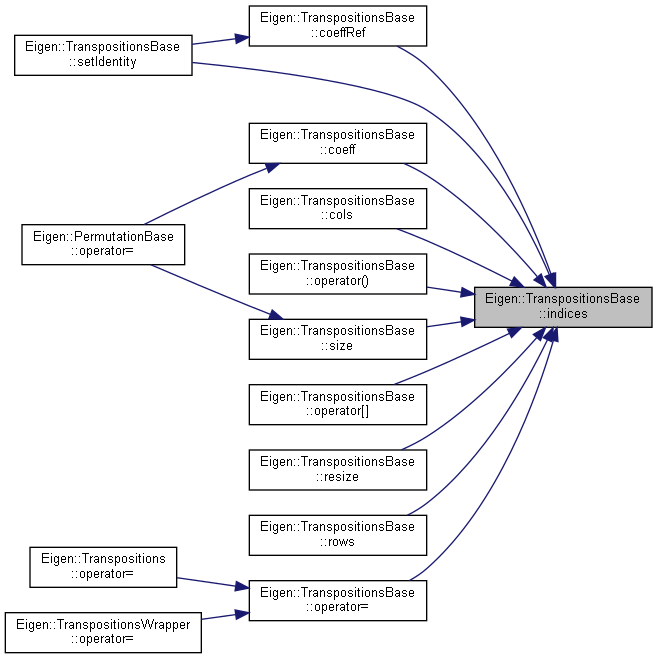 Eigen::TranspositionsBase
::coeffRef
Eigen::TranspositionsBase
::setIdentity
Eigen::TranspositionsBase
::coeff
Eigen::TranspositionsBase
::cols
Eigen::PermutationBase
::operator=
Eigen::TranspositionsBase
::operator()
Eigen::TranspositionsBase
::indices
Eigen::TranspositionsBase
::size
Eigen::TranspositionsBase
::operator[]
Eigen::TranspositionsBase
::resize
Eigen::TranspositionsBase
::rows
Eigen::Transpositions
::operator=
Eigen::TranspositionsBase
::operator=
Eigen::TranspositionsWrapper
::operator=